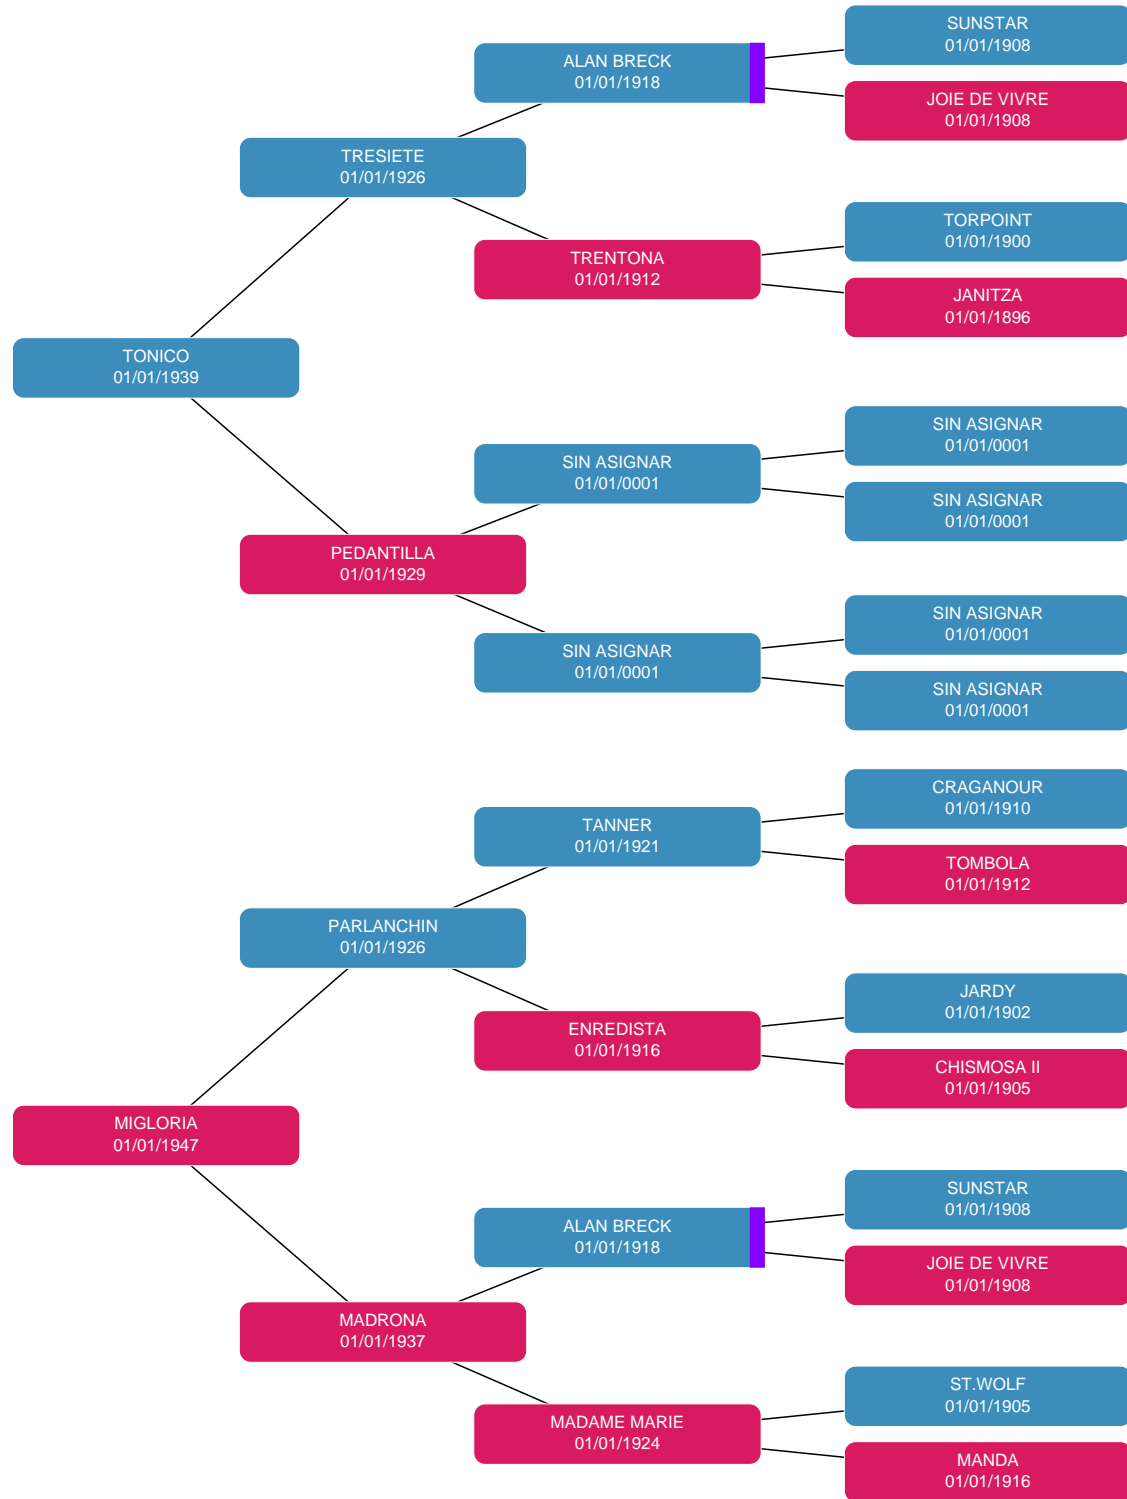 SUNSTAR
01/01/1908
ALAN BRECK
01/01/1918
JOIE DE VIVRE
01/01/1908
TRESIETE
01/01/1926
TORPOINT
01/01/1900
TRENTONA
01/01/1912
JANITZA
01/01/1896
TONICO
01/01/1939
SIN ASIGNAR
01/01/0001
SIN ASIGNAR
01/01/0001
SIN ASIGNAR
01/01/0001
PEDANTILLA
01/01/1929
SIN ASIGNAR
01/01/0001
SIN ASIGNAR
01/01/0001
SIN ASIGNAR
01/01/0001
CRAGANOUR
01/01/1910
TANNER
01/01/1921
TOMBOLA
01/01/1912
PARLANCHIN
01/01/1926
JARDY
01/01/1902
ENREDISTA
01/01/1916
CHISMOSA II
01/01/1905
MIGLORIA
01/01/1947
SUNSTAR
01/01/1908
ALAN BRECK
01/01/1918
JOIE DE VIVRE
01/01/1908
MADRONA
01/01/1937
ST.WOLF
01/01/1905
MADAME MARIE
01/01/1924
MANDA
01/01/1916